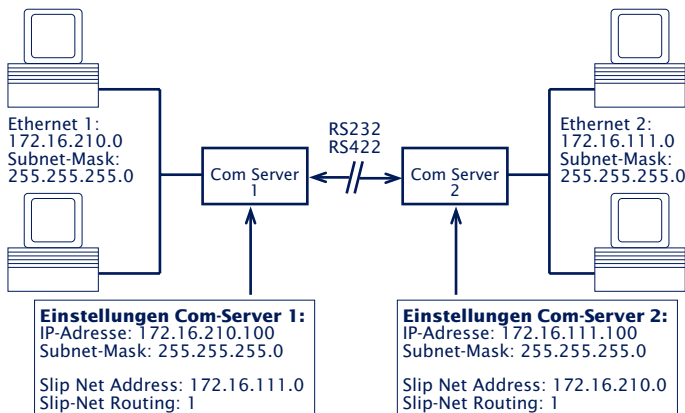 Ethernet 1:
172.16.210.0
Subnet-Mask:
255.255.255.0
Com Server
1
RS232
RS422
Com Server
2
Ethernet 2:
172.16.111.0
Subnet-Mask:
255.255.255.0
Einstellungen Com-Server 1:
IP-Adresse: 172.16.210.100
Subnet-Mask: 255.255.255.0
Slip Net Address: 172.16.111.0
Slip-Net Routing: 1
Einstellungen Com-Server 2:
IP-Adresse: 172.16.111.100
Subnet-Mask: 255.255.255.0
Slip Net Address: 172.16.210.0
Slip-Net Routing: 1